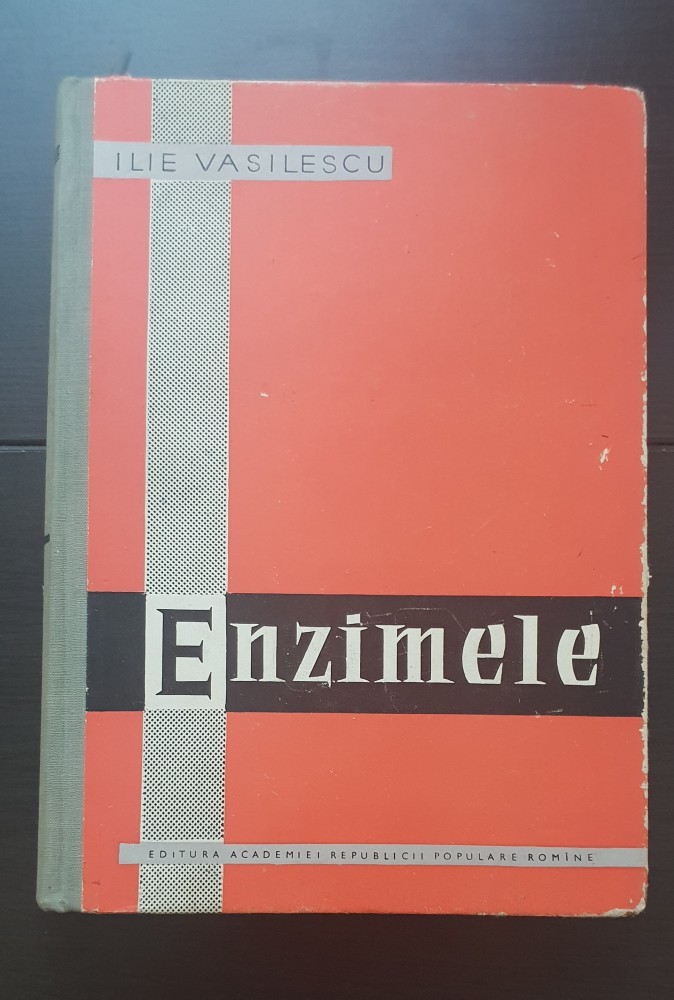 ILIE VASILESCU
Enzimele
EDITURA ACADEMIEI REPUBLICII POPULARE ROMÎNE